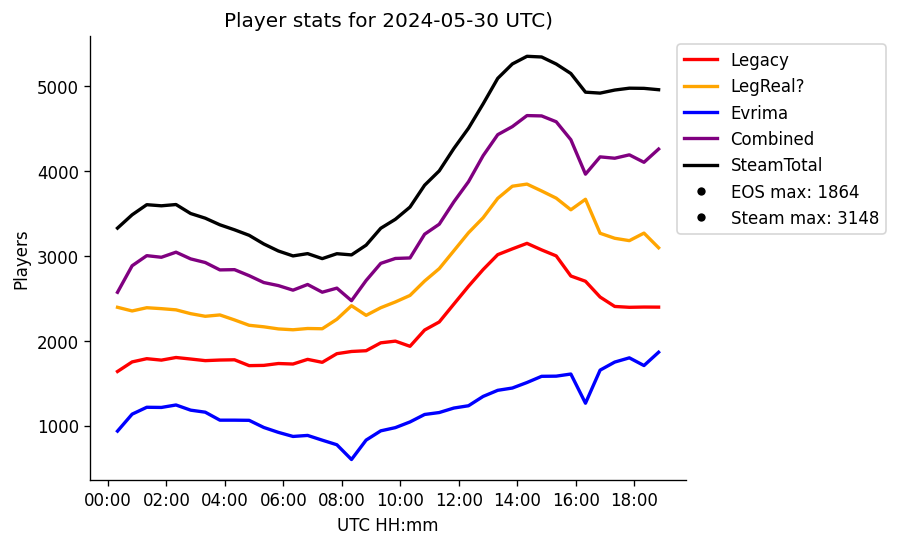 Player stats for 2024-05-30 UTC)
Players
5000
4000
3000
2000
1000
00:00 02:00 04:00 06:00 08:00 10:00 12:00 14:00 16:00 18:00
UTC HH:mm
Legacy
LegReal?
Evrima
Combined
SteamTotal
EOS max: 1864
Steam max: 3148